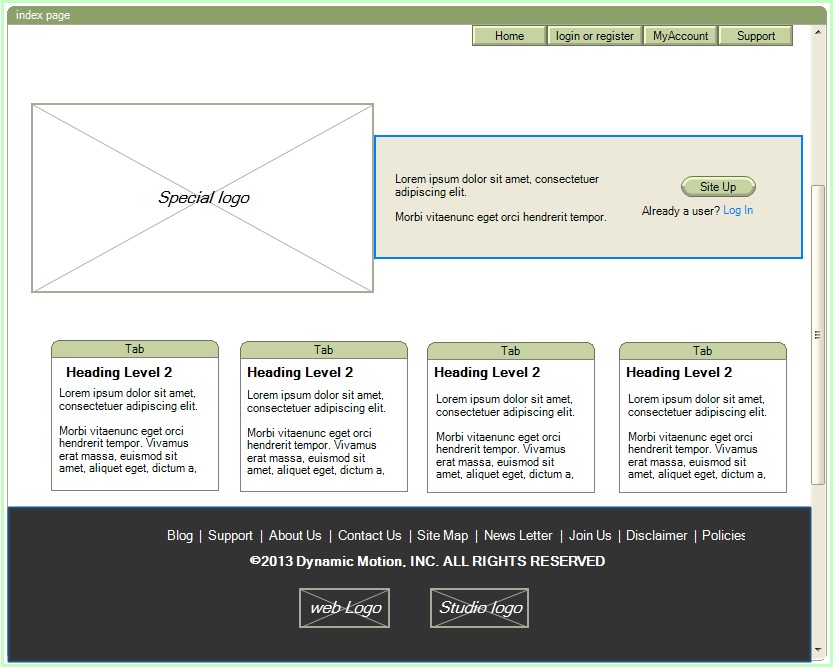 index page
Home login or register MyAccount Support
Special logo
Lorem ipsum dolor sit amet, consectetuer
adipiscing elit.
Morbi vitaenunc eget orci hendrerit tempor.
Site Up
Already a user? Log In
Tab
Heading Level 2
Lorem ipsum dolor sit amet,
consectetuer adipiscing elit.
Morbi vitaenunc eget orci
hendrerit tempor. Vivamus
erat massa, euismod sit
amet, aliquet eget, dictum a,
Tab
Heading Level 2
Lorem ipsum dolor sit amet,
consectetuer adipiscing elit.
Morbi vitaenunc eget orci
hendrerit tempor. Vivamus
erat massa, euismod sit
amet, aliquet eget, dictum a,
Tab
Heading Level 2
Lorem ipsum dolor sit amet,
consectetuer adipiscing elit.
Morbi vitaenunc eget orci
hendrerit tempor. Vivamus
erat massa, euismod sit
amet, aliquet eget, dictum a,
Tab
Heading Level 2
Lorem ipsum dolor sit amet,
consectetuer adipiscing elit.
Morbi vitaenunc eget orci
hendrerit tempor. Vivamus
erat massa, euismod sit
amet, aliquet eget, dictum a,
Blog | Support | About Us | Contact Us | Site Map | News Letter | Join Us | Disclaimer | Policies
©2013 Dynamic Motion, INC. ALL RIGHTS RESERVED
web Logo
Studio logo